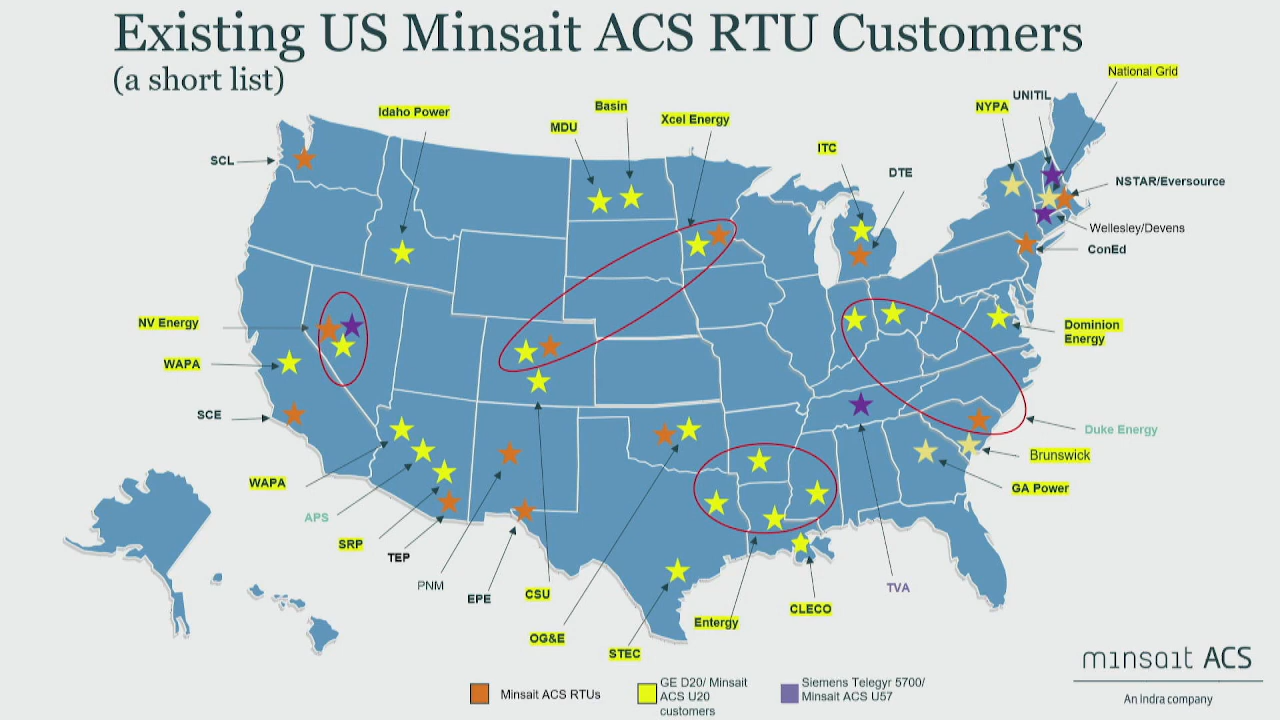 Existing US Minsait ACS RTU Customers
(a short list)
National Grid
UNITIL
NYPA
Idaho Power
Basin
MDU
Xcel Energy
ITC
DTE
SCL
NSTAR/Eversource
Wellesley/Devens
ConEd
NV Energy
Dominion
Energy
WAPA
SCE
Duke Energy
Brunswick
WAPA
GA Power
APS
SRP
TEP
PNM
EPE
CSU
TVA
CLECO
Entergy
OG&E
STEC
minsait ACS
An Indra company
Minsait ACS RTUs
GE D20/ Minsait
ACS U20
customers
Siemens Telegyr 5700/
Minsait ACS U57